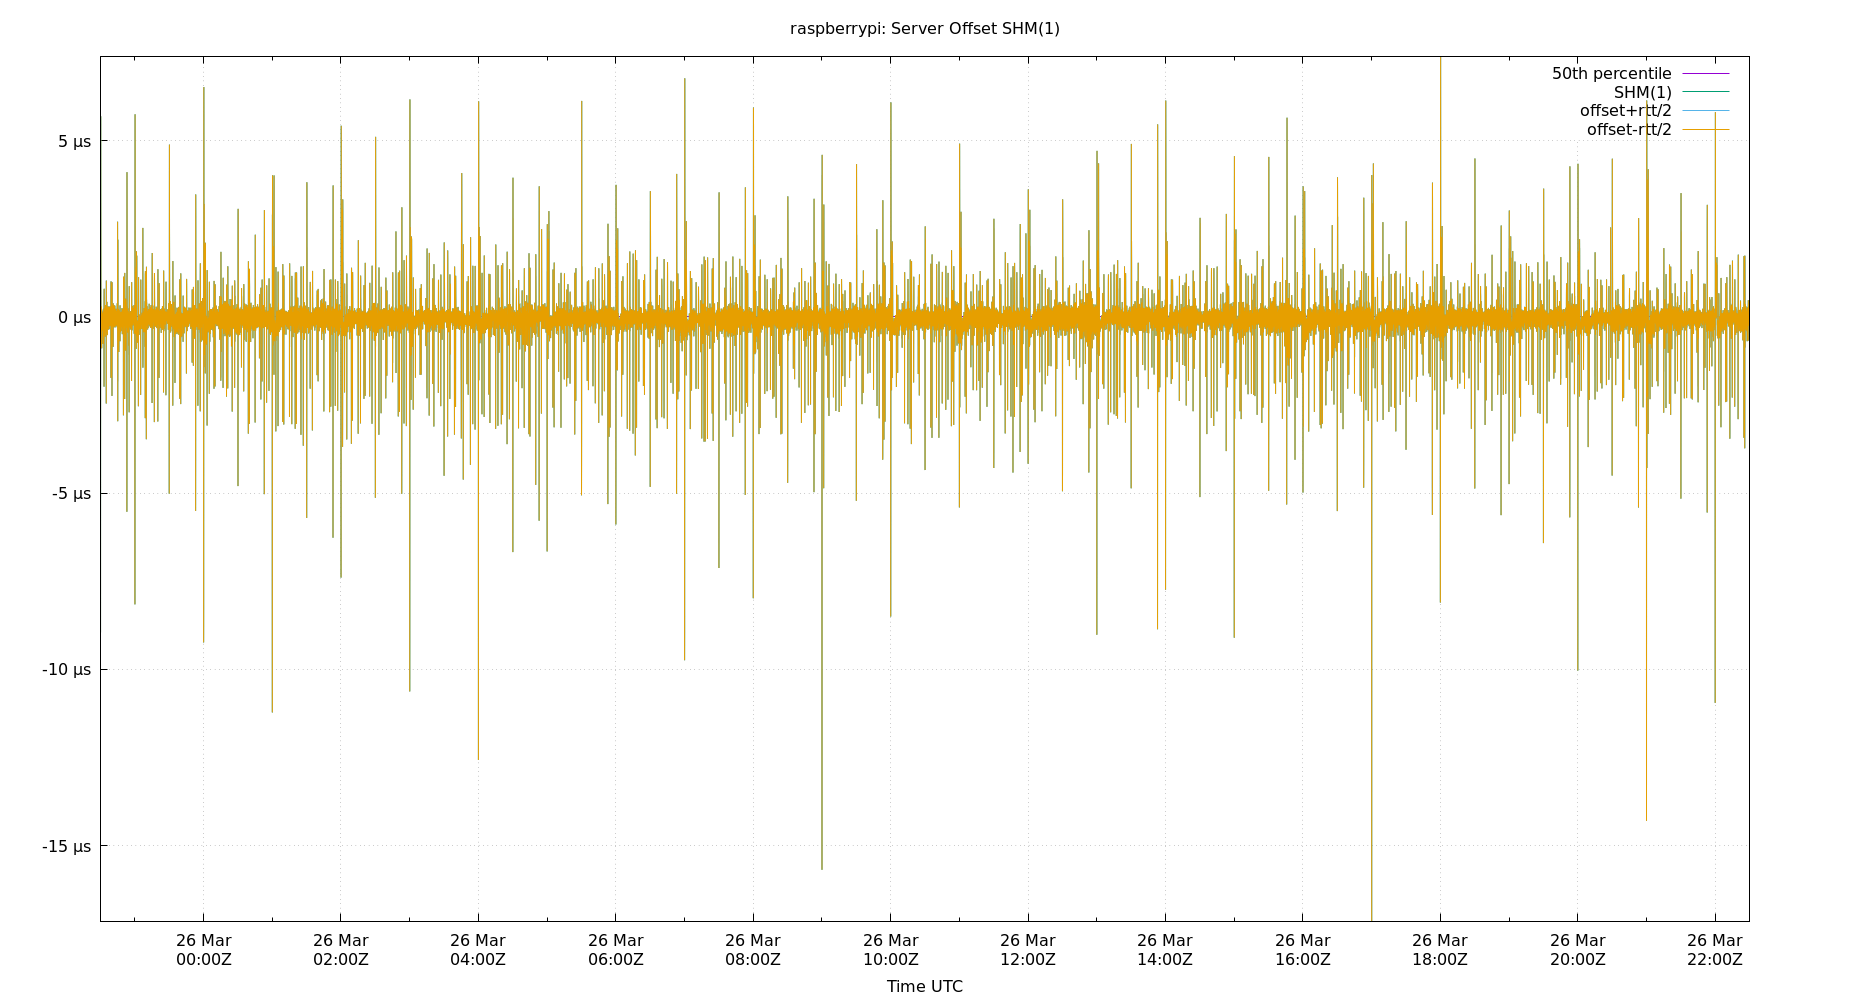 raspberrypi: Server Offset SHM(1)
50th percentile
SHM(1)
offset+rtt/2
offset-rtt/2
5 µs
0 µs
-5 µs
-10 µs
-15 µs
26 Mar 26 Mar 26 Mar 26 Mar 26 Mar 26 Mar 26 Mar 26 Mar 26 Mar 26 Mar 26 Mar 26 Mar
00:00Z 02:00Z 04:00Z 06:00Z 08:00Z 10:00Z 12:00Z 14:00Z 16:00Z 18:00Z 20:00Z 22:00Z
Time UTC